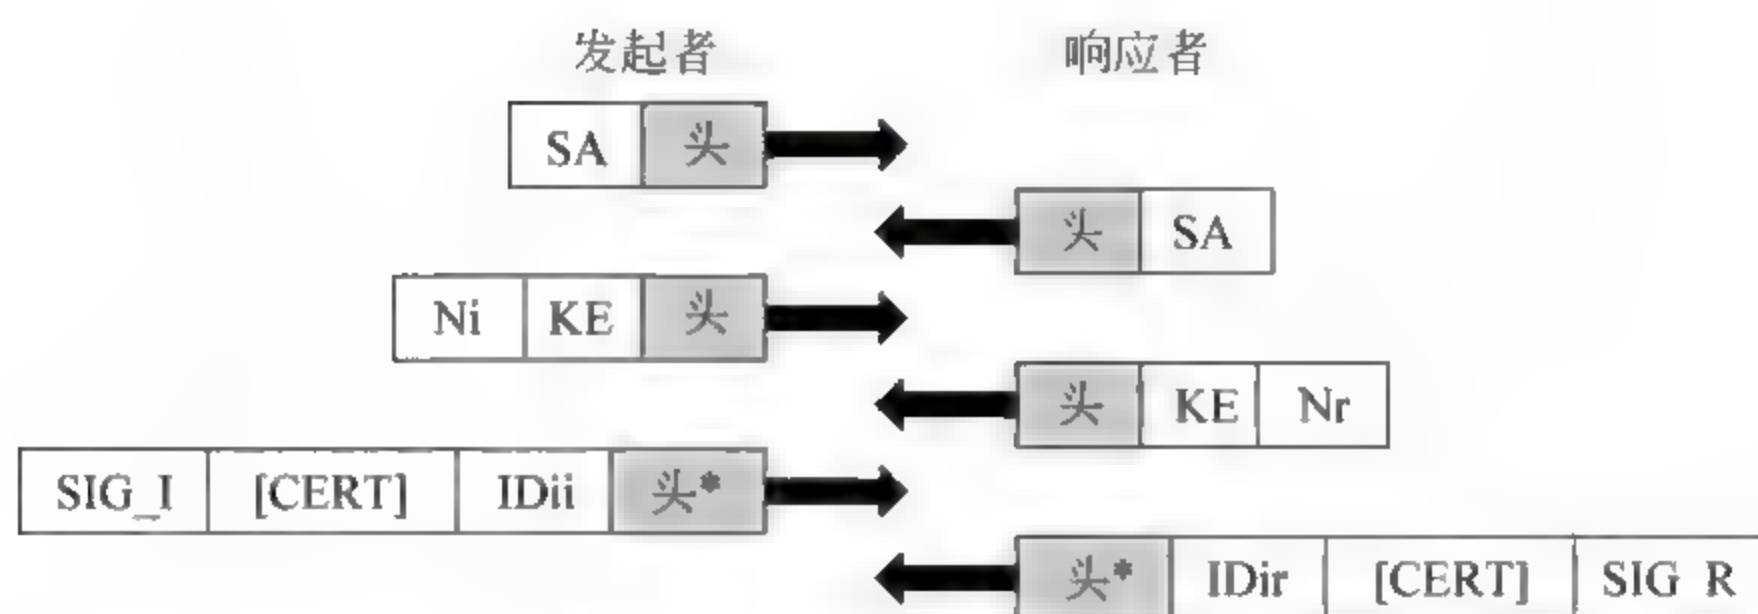 发起者 响应者
SA 头
头 SA
Ni KE 头
头 KE Nr
SIG_I [CERT] IDii 头*
头* IDir [CERT] SIG R